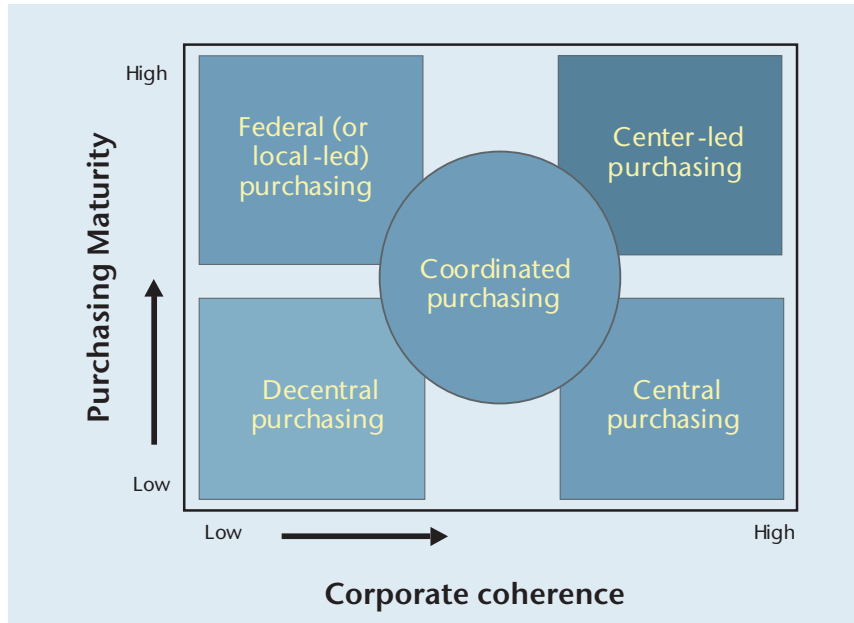 High
Federal (or
local-led)
purchasing
Center-led
purchasing
Coordinated
purchasing
Purchasing Maturity
Decentral
purchasing
Central
purchasing
Low
Low
High
Corporate coherence